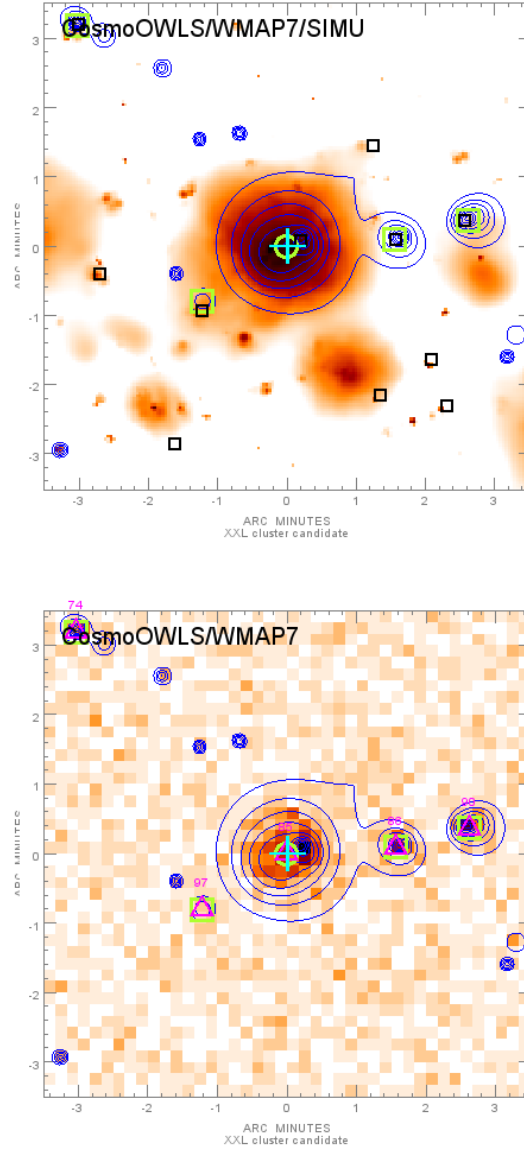 CosmoOWLS/WMAP7/SIMU
3
2
1
0
-1
-2
-3
ARC MINUTES
-3 -2 -1 0 1 2 3
ARC MINUTES
XXL cluster candidate
74
CosmoOWLS/WMAP7
3
2
1
0
-1
-2
-3
ARC MINUTES
97
-3 -2 -1 0 1 2 3
ARC MINUTES
XXL cluster candidate